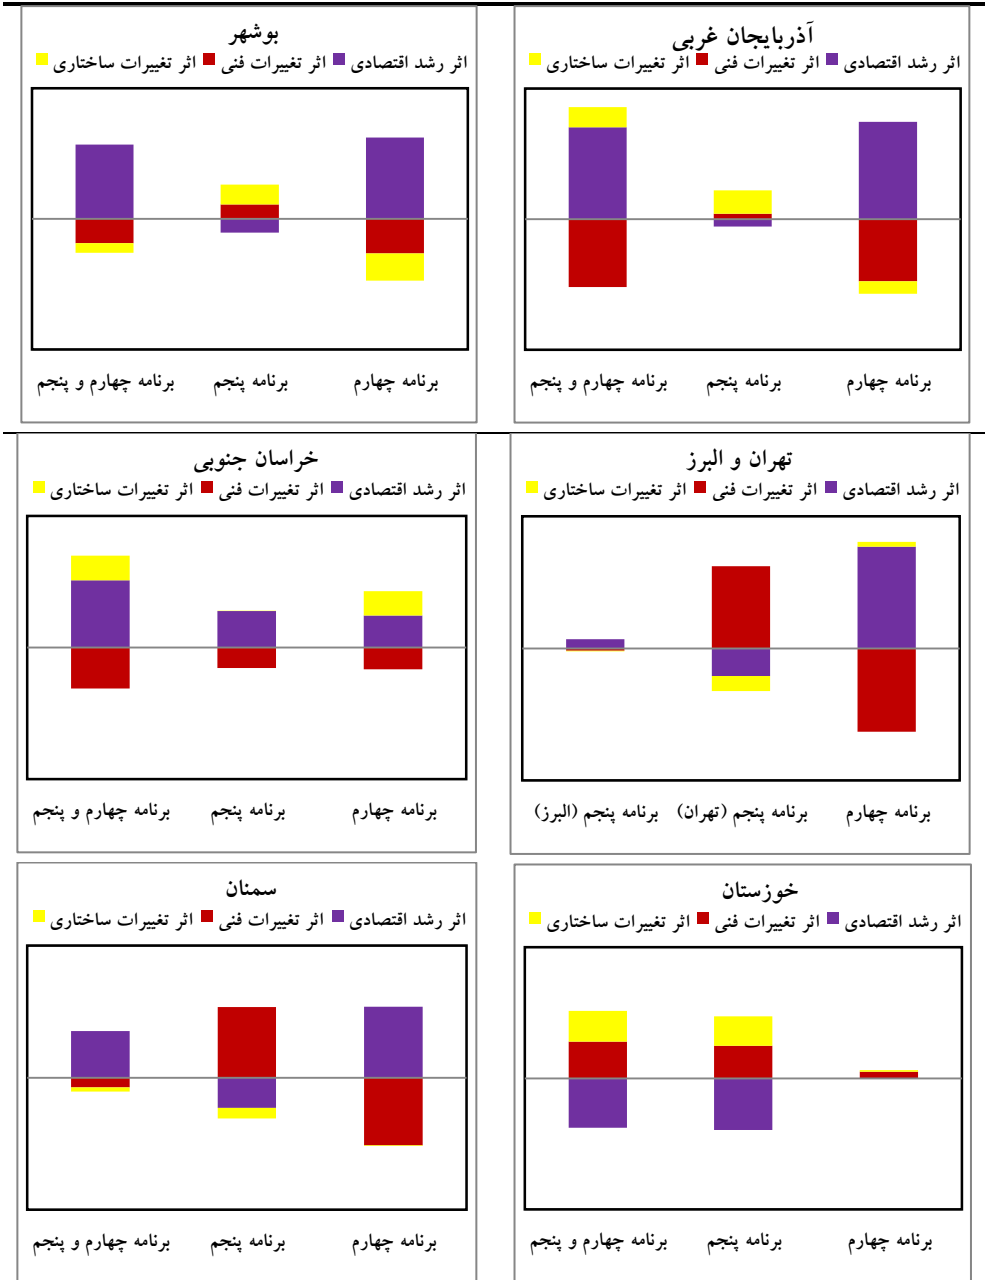 آذربایجان غربی
اثر رشد اقتصادی اثر تغییرات فنی اثر تغییرات ساختاری
برنامه چهارم و پنجم برنامه پنجم برنامه چهارم
بوشهر
اثر رشد اقتصادی اثر تغییرات فنی اثر تغییرات ساختاری
برنامه چهارم و پنجم برنامه پنجم برنامه چهارم
تهران و البرز
اثر رشد اقتصادی اثر تغییرات فنی اثر تغییرات ساختاری
برنامه پنجم (البرز) برنامه پنجم (تهران) برنامه چهارم
خراسان جنوبی
اثر رشد اقتصادی اثر تغییرات فنی اثر تغییرات ساختاری
برنامه چهارم و پنجم برنامه پنجم برنامه چهارم
خوزستان
اثر رشد اقتصادی اثر تغییرات فنی اثر تغییرات ساختاری
برنامه چهارم و پنجم برنامه پنجم برنامه چهارم
سمنان
اثر رشد اقتصادی اثر تغییرات فنی اثر تغییرات ساختاری
برنامه چهارم و پنجم برنامه پنجم برنامه چهارم